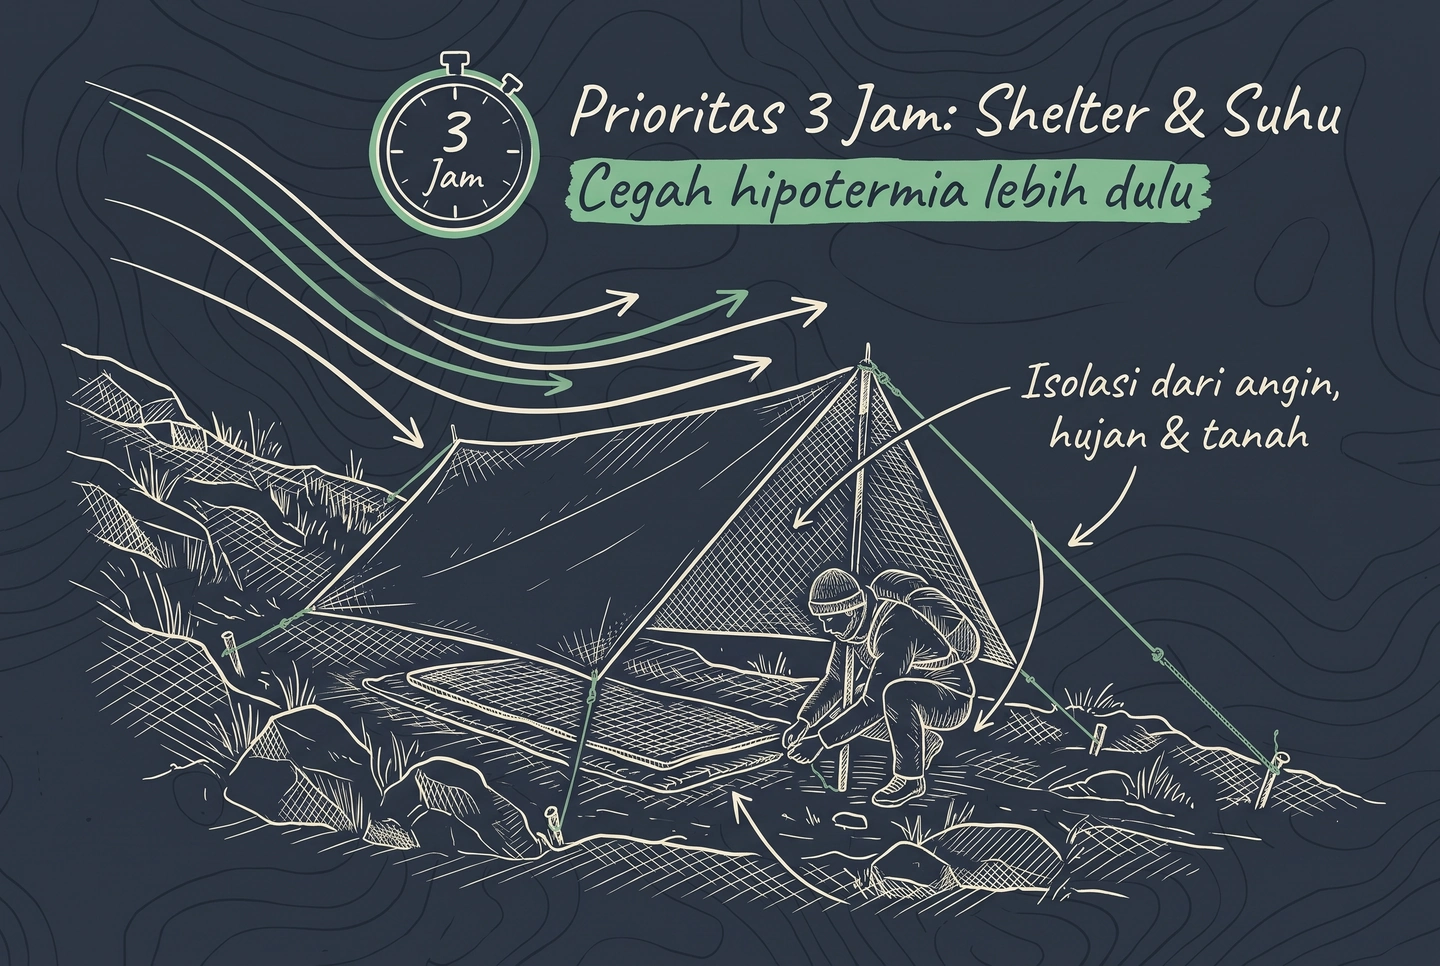 3
Jam
Prioritas 3 Jam: Shelter & Suhu
Cegah hipotermia lebih dulu
Isolasi dari angin,
hujan & tanah